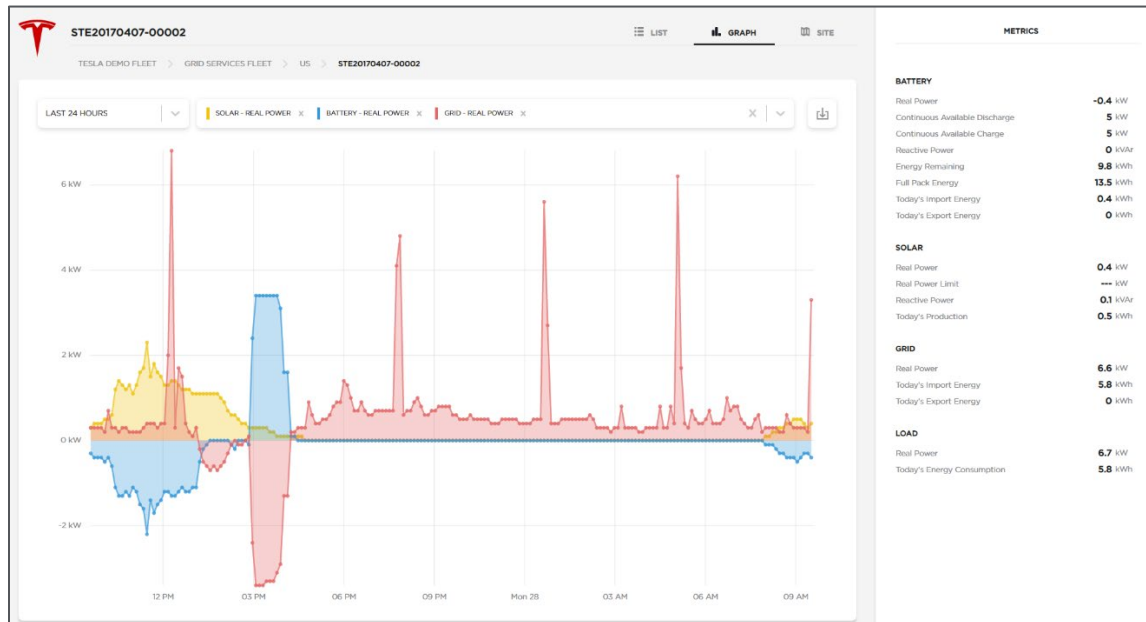 STE20170407-00002
LIST
GRAPH
SITE
TESLA DEMO FLEET > GRID SERVICES FLEET > US > STE20170407-00002
LAST 24 HOURS
SOLAR - REAL POWER ×
BATTERY - REAL POWER ×
GRID - REAL POWER ×
6 kW
4 kW
2 kW
0 kW
-2 kW
12 PM
03 PM
06 PM
09 PM
Mon 28
03 AM
06 AM
09 AM
METRICS
BATTERY
Real Power -0.4 kW
Continuous Available Discharge 5 kW
Continuous Available Charge 5 kW
Reactive Power 0 kVAr
Energy Remaining 9.8 kWh
Full Pack Energy 13.5 kWh
Today's Import Energy 0.4 kWh
Today's Export Energy 0 kWh
SOLAR
Real Power 0.4 kW
Real Power Limit --- kW
Reactive Power 0.1 kVAr
Today's Production 0.5 kWh
GRID
Real Power 6.6 kW
Today's Import Energy 5.8 kWh
Today's Export Energy 0 kWh
LOAD
Real Power 6.7 kW
Today's Energy Consumption 5.8 kWh